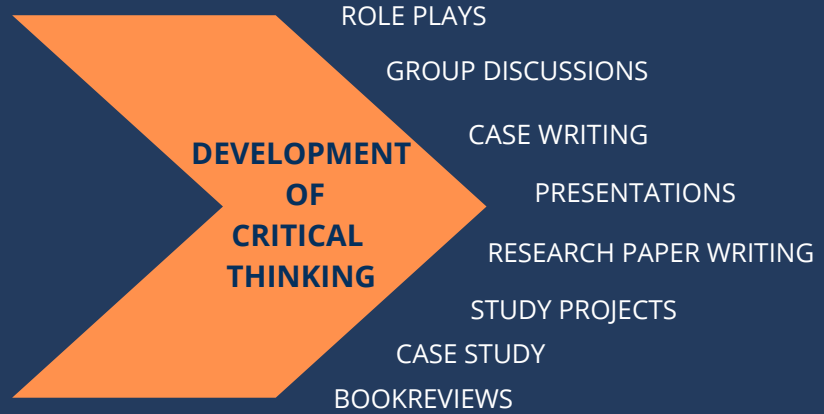 ROLE PLAYS
GROUP DISCUSSIONS
CASE WRITING
PRESENTATIONS
RESEARCH PAPER WRITING
STUDY PROJECTS
CASE STUDY
BOOKREVIEWS
DEVELOPMENT
OF
CRITICAL
THINKING